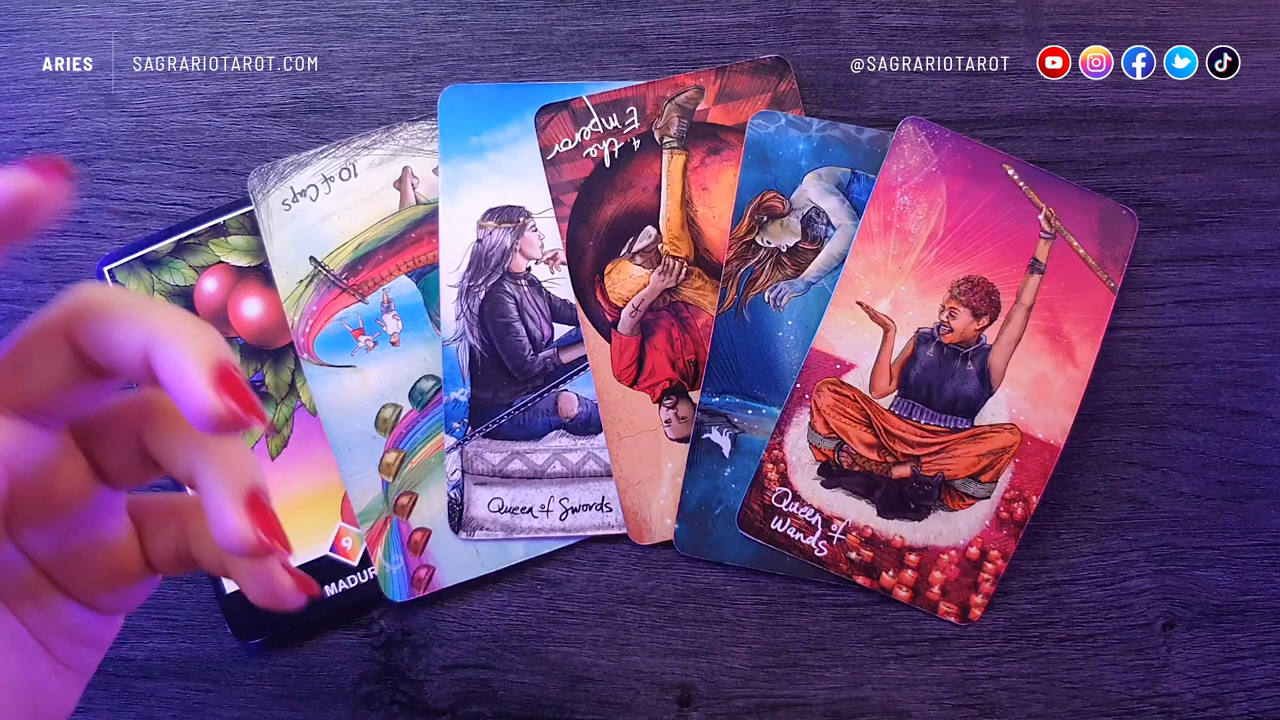 ARIES
SAGRARIOTAROT.COM
@SAGRARIOTAROT
10 of Cups
4. the
Emperor
Queen of Swords
Queen of
Wands
9
MADUR